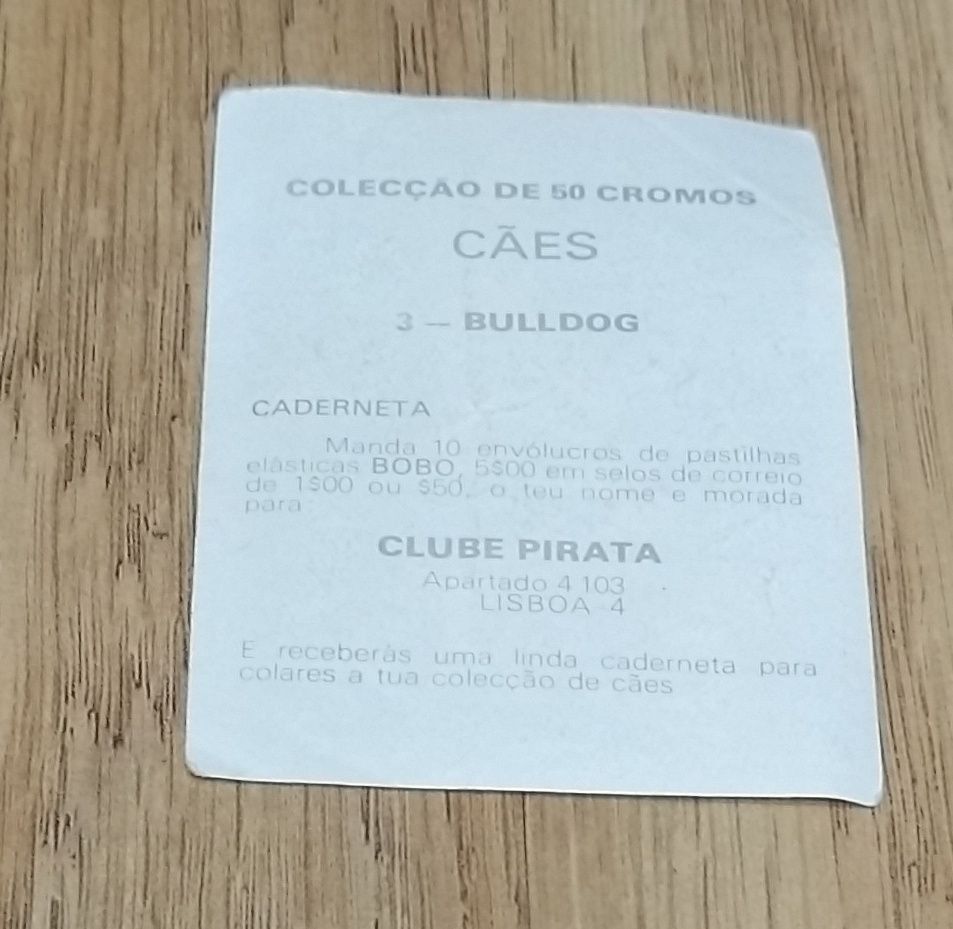 COLECÇÃO DE 50 CROMOS
CÃES
3 — BULLDOG
CADERNETA
Manda 10 envólucros de pastilhas
elásticas BOBO, 5$00 em selos de correio
de 1$00 ou $50, o teu nome e morada
para
CLUBE PIRATA
Apartado 4 103
LISBOA - 4
E receberás uma linda caderneta para
colares a tua colecção de cães